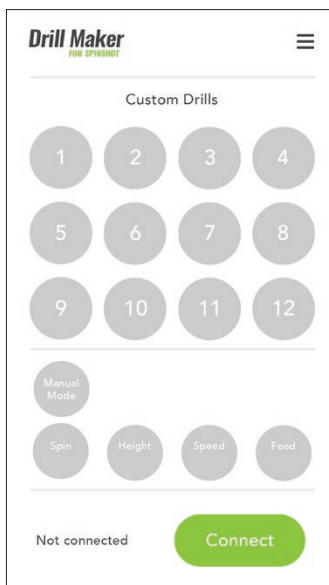 Drill Maker
FOR SPINSHOT
Custom Drills
1 2 3 4
5 6 7 8
9 10 11 12
Manual
Mode
Spin Height Speed Feed
Not connected Connect